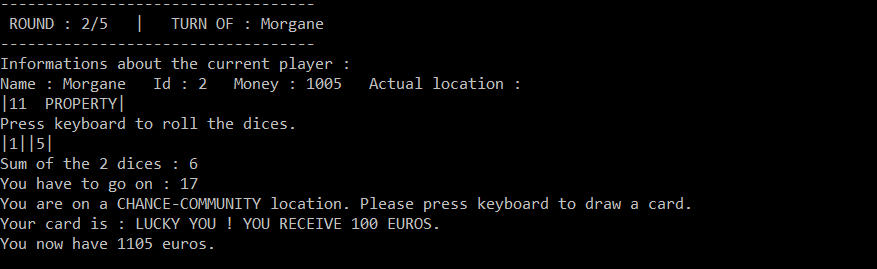 -----------------------------------
ROUND : 2/5   |   TURN OF : Morgane
-----------------------------------
Informations about the current player :
Name : Morgane   Id : 2   Money : 1005   Actual location :
|11  PROPERTY|
Press keyboard to roll the dices.
|1||5|
Sum of the 2 dices : 6
You have to go on : 17
You are on a CHANCE-COMMUNITY location. Please press keyboard to draw a card.
Your card is : LUCKY YOU ! YOU RECEIVE 100 EUROS.
You now have 1105 euros.